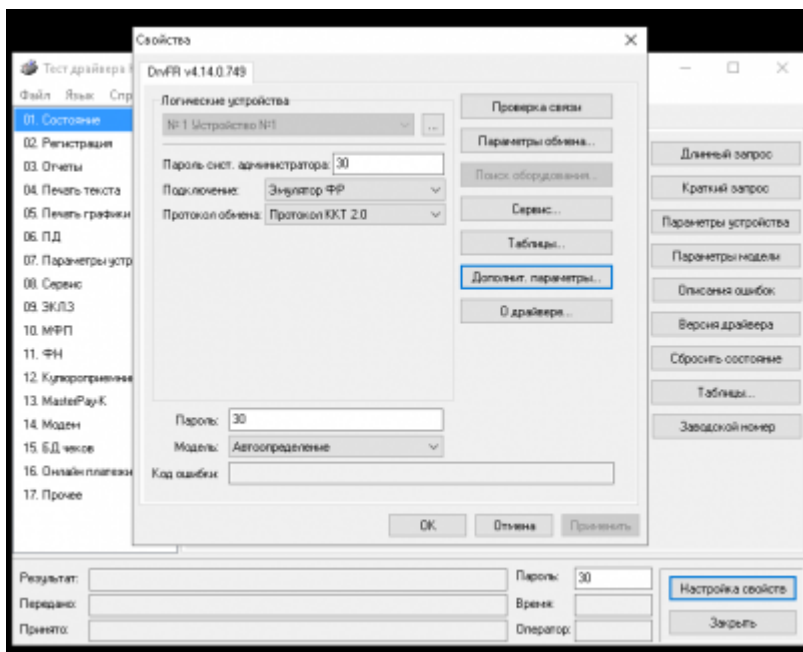 Свойства
Тест драйвера
Файл Язык Спр
DrvFR v4.14.0.749
01. Состояние
02. Регистрация
03. Отчеты
04. Печать текста
05. Печать графики
06. ПД
07. Параметры устр
08. Сервис
09. ЭКЛЗ
10. МФП
11. ФН
12. Купюроприемник
13. MasterPay-K
14. Модем
15. БД чеков
16. Онлайн платежи
17. Прочее
Логические устройства
№ 1 Устройство №1
...
Пароль сист. администратора: 30
Подключение: Эмулятор ФР
Протокол обмена: Протокол ККТ 2.0
Проверка связи
Параметры обмена...
Поиск оборудования...
Сервис...
Таблицы...
Дополнит. параметры...
О драйвере...
Пароль: 30
Модель: Автоопределение
Код ошибки:
OK Отмена Применить
Длинный запрос
Краткий запрос
Параметры устройства
Параметры модели
Описания ошибок
Версия драйвера
Сбросить состояние
Таблицы...
Заводской номер
Результат:
Передано:
Принято:
Пароль: 30
Время:
Оператор:
Настройка свойств
Закрыть